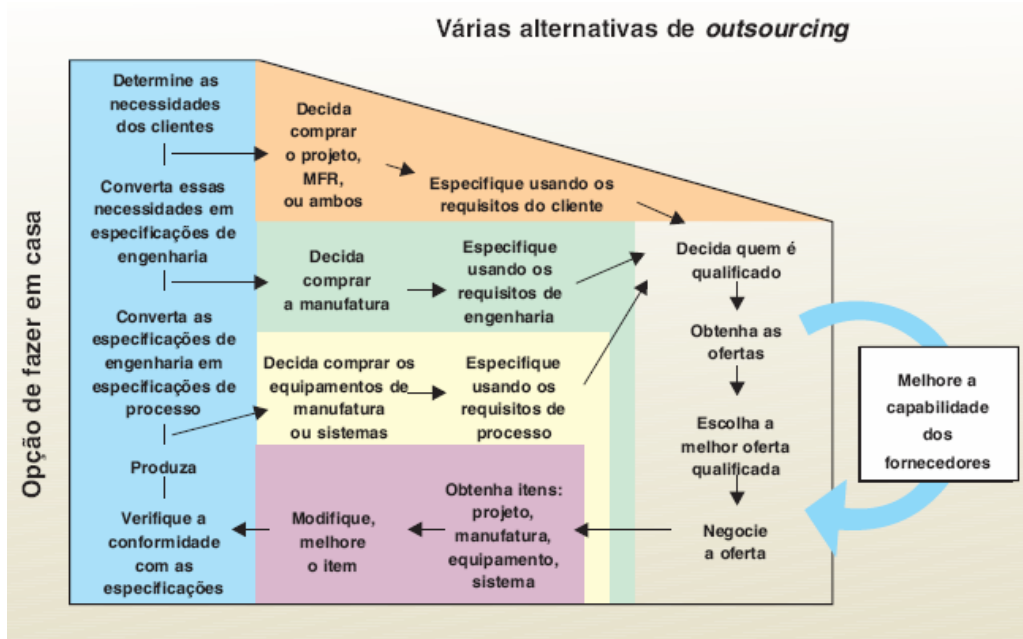 Várias alternativas de outsourcing
Opção de fazer em casa
Determine as
necessidades
dos clientes
Converta essas
necessidades em
especificações de
engenharia
Converta as
especificações de
engenharia em
especificações de
processo
Produza
Verifique a
conformidade
com as
especificações
Decida
comprar
o projeto,
MFR,
ou ambos
Especifique usando os
requisitos do cliente
Decida
comprar
a manufatura
Especifique
usando os
requisitos de
engenharia
Decida comprar os
equipamentos de
manufatura
ou sistemas
Especifique
usando os
requisitos de
processo
Decida quem é
qualificado
Obtenha as
ofertas
Escolha a
melhor oferta
qualificada
Negocie
a oferta
Obtenha itens:
projeto,
manufatura,
equipamento,
sistema
Modifique,
melhore
o item
Melhore a
capabilidade
dos
fornecedores